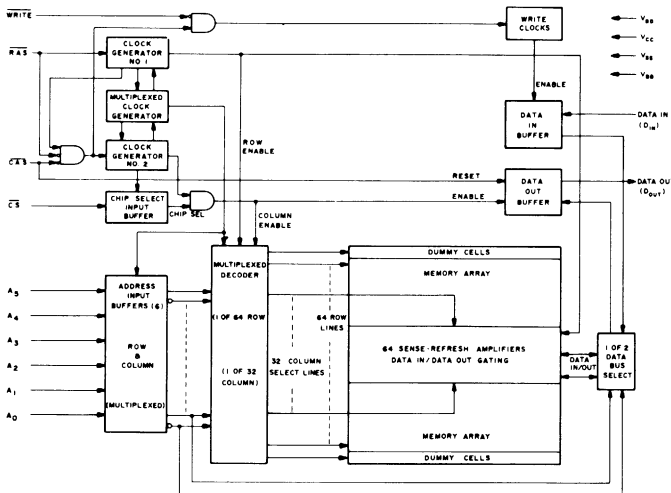 WRITE
WRITE CLOCKS
VBB
VCC
VSS
VBB
RAS
CLOCK GENERATOR NO. 1
MULTIPLEXED CLOCK GENERATOR
ENABLE
DATA IN BUFFER
DATA IN (DIN)
ROW ENABLE
CAS
CLOCK GENERATOR NO. 2
RESET
DATA OUT BUFFER
DATA OUT (DOUT)
CS
CHIP SELECT INPUT BUFFER
CHIP SEL
ENABLE
COLUMN ENABLE
ADDRESS INPUT BUFFERS (6)
ROW & COLUMN
(MULTIPLEXED)
A5
A4
A3
A2
A1
A0
MULTIPLEXED DECODER
(1 OF 64 ROW)
(1 OF 32 COLUMN)
64 ROW LINES
32 COLUMN SELECT LINES
DUMMY CELLS
MEMORY ARRAY
64 SENSE-REFRESH AMPLIFIERS
DATA IN/DATA OUT GATING
MEMORY ARRAY
DUMMY CELLS
DATA IN/OUT
1 OF 2 DATA BUS SELECT